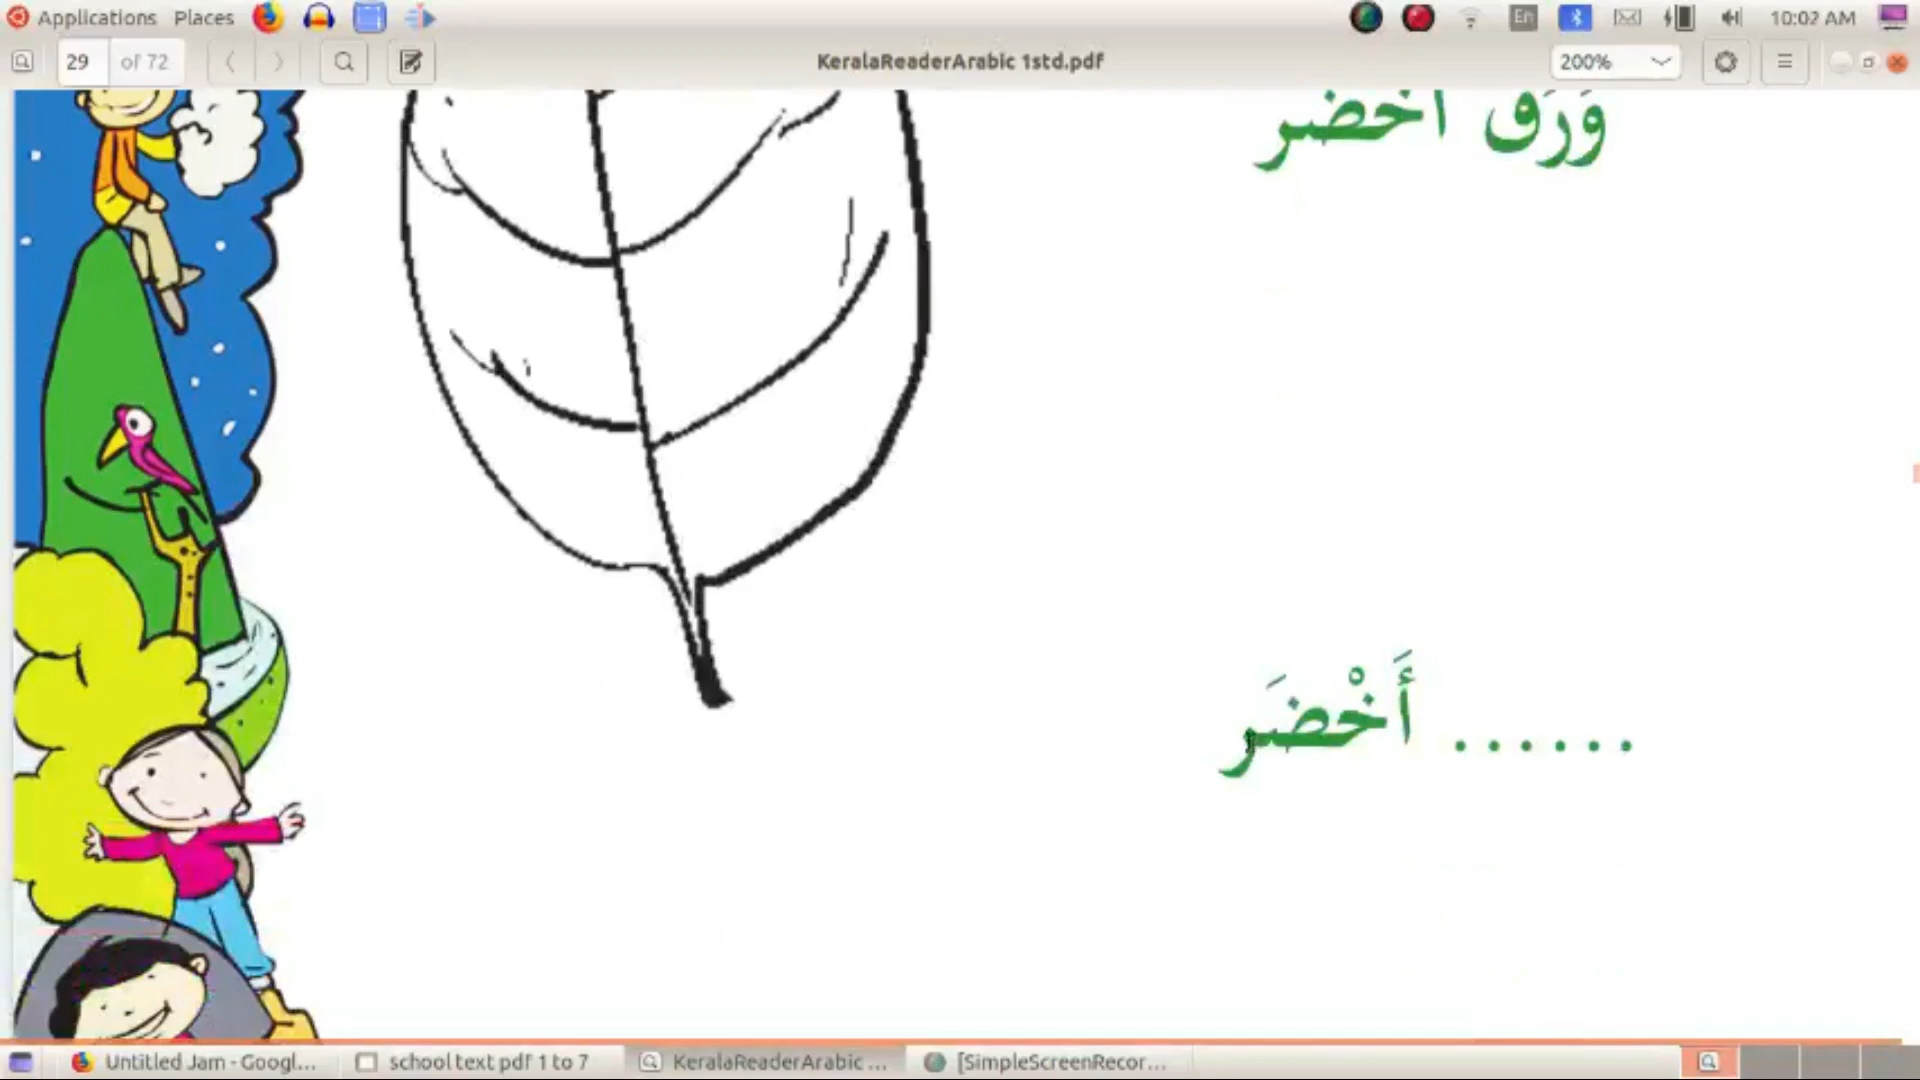 Applications Places En 10:02 AM
29 of 72 KeralaReaderArabic 1std.pdf 200%
وَرَق أخضر
...... أَخْضَر
Untitled Jam - Googl... school text pdf 1 to 7 KeralaReaderArabic ... [SimpleScreenRecor...